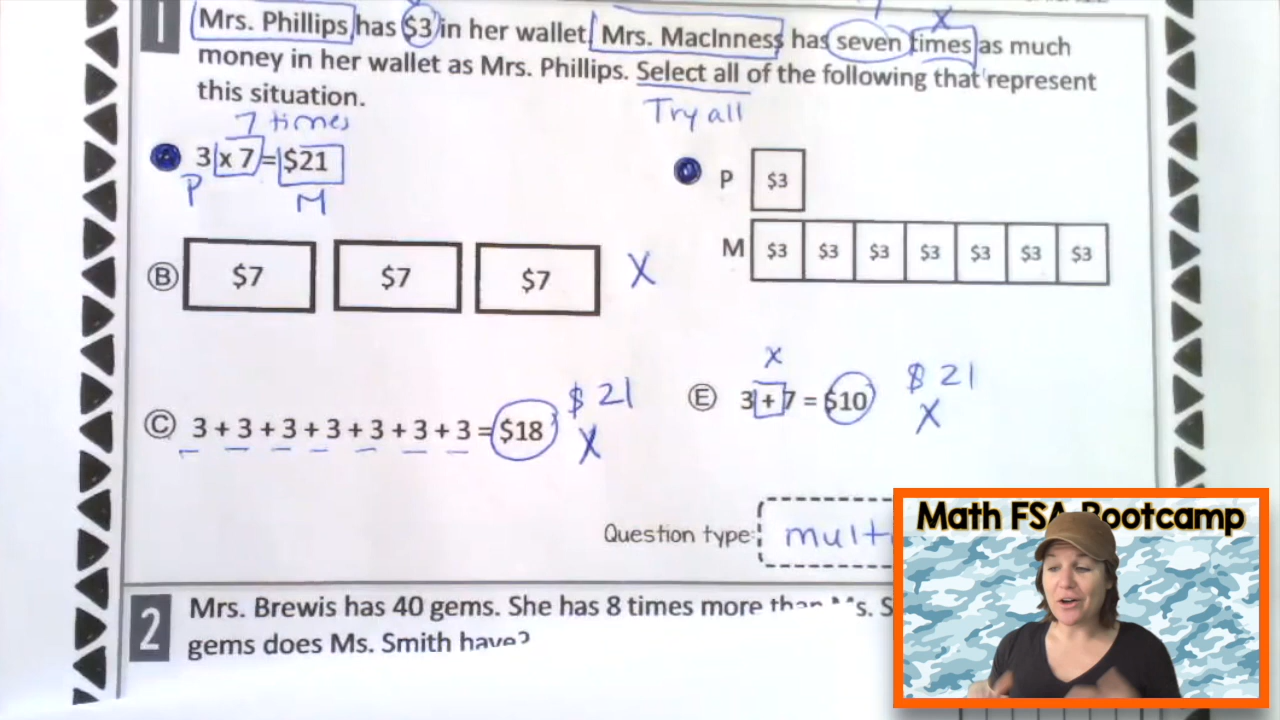 1 Mrs. Phillips has $3 in her wallet. Mrs. MacInness has seven times as much
x
money in her wallet as Mrs. Phillips. Select all of the following that represent
this situation.
Try all
7 times
3 x 7 = $21
P
M
P $3
M $3 $3 $3 $3 $3 $3 $3
B $7 $7 $7 X
C 3 + 3 + 3 + 3 + 3 + 3 + 3 = $18
$21
X
x
E 3 + 7 = $10
$21
X
Question type:
Math FSA Bootcamp
2 Mrs. Brewis has 40 gems. She has 8 times more than
gems does Ms. Smith have?